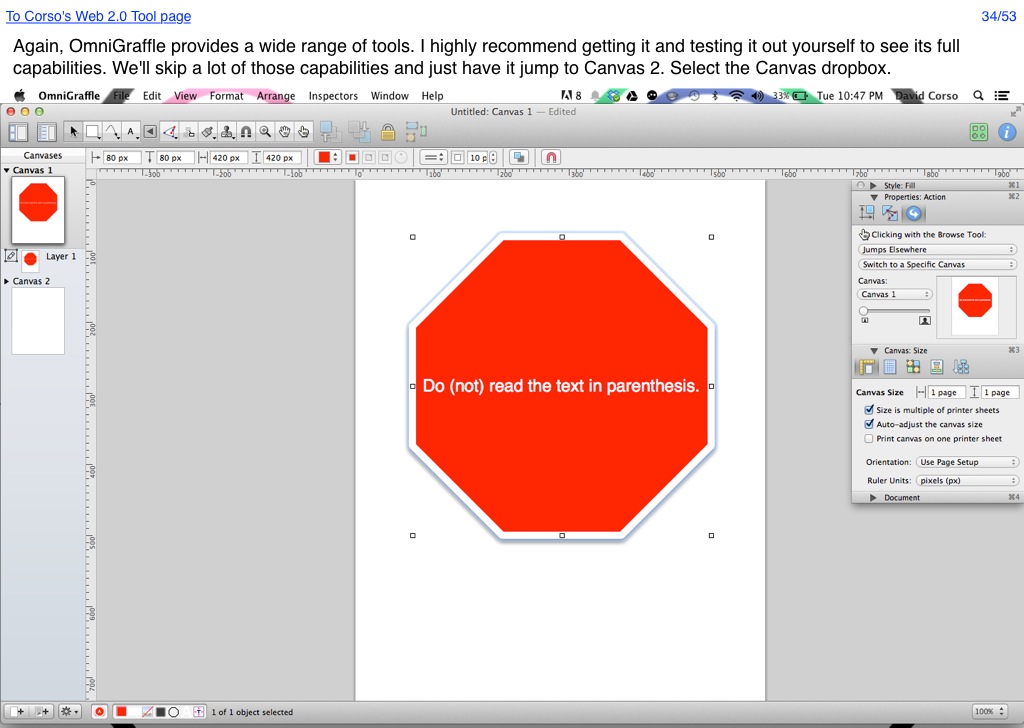 To Corso's Web 2.0 Tool page
34/53
Again, OmniGraffle provides a wide range of tools. I highly recommend getting it and testing it out yourself to see its full
capabilities. We'll skip a lot of those capabilities and just have it jump to Canvas 2. Select the Canvas dropbox.
OmniGraffle File Edit View Format Arrange Inspectors Window Help 8 33% Tue 10:47 PM David Corso
Untitled: Canvas 1 — Edited
Canvases
80 px 80 px 420 px 420 px 10 p
Canvas 1
Layer 1
Canvas 2
-300 -200 -100 0 100 200 300 400 500 600 700 800 900
0
100
200
300
400
500
600
700
Do (not) read the text in parenthesis.
Style: Fill ⌘1
Properties: Action ⌘2
Clicking with the Browse Tool:
Jumps Elsewhere
Switch to a Specific Canvas
Canvas:
Canvas 1
Canvas: Size ⌘3
Canvas Size 1 page 1 page
Size is multiple of printer sheets
Auto-adjust the canvas size
Print canvas on one printer sheet
Orientation: Use Page Setup
Ruler Units: pixels (px)
Document ⌘4
1 of 1 object selected
100%